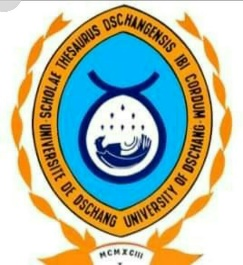 SCHOLAE THESAURUS DSCHANGENSIS IBI CORDUM
UNIVERSITE DE DSCHANG UNIVERSITY OF DSCHANG
MCMXCIII